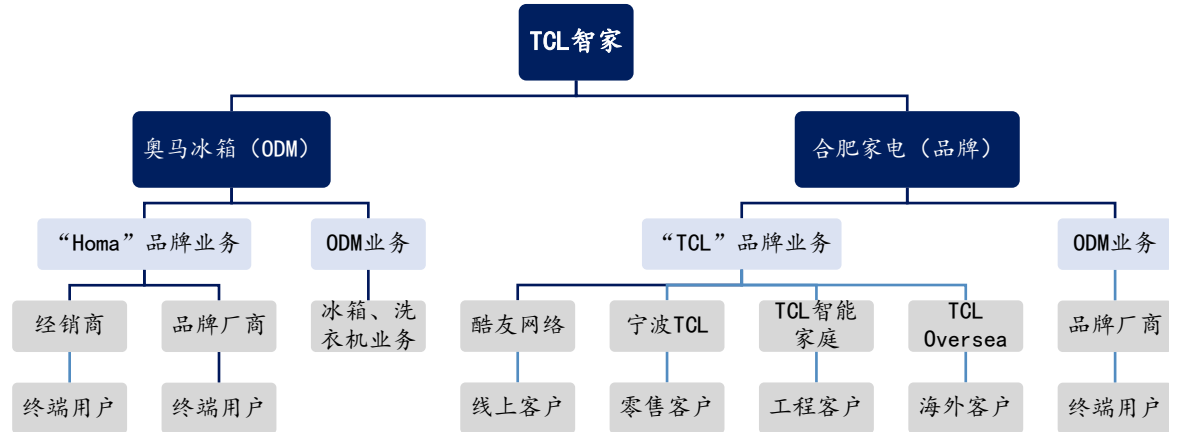 TCL智家
奥马冰箱（ODM）
合肥家电（品牌）
“Homa”品牌业务
ODM业务
“TCL”品牌业务
ODM业务
经销商
品牌厂商
冰箱、洗
衣机业务
酷友网络
宁波TCL
TCL智能
家庭
TCL
Oversea
品牌厂商
终端用户
终端用户
线上客户
零售客户
工程客户
海外客户
终端用户